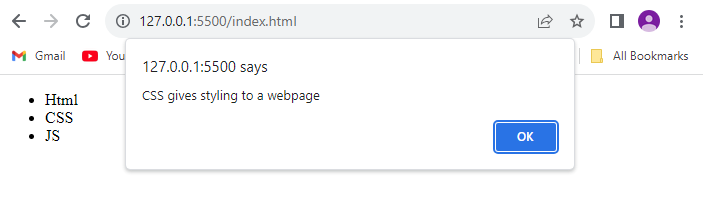 127.0.0.1:5500/index.html
Gmail
You
All Bookmarks
127.0.0.1:5500 says
CSS gives styling to a webpage
OK
Html
CSS
JS